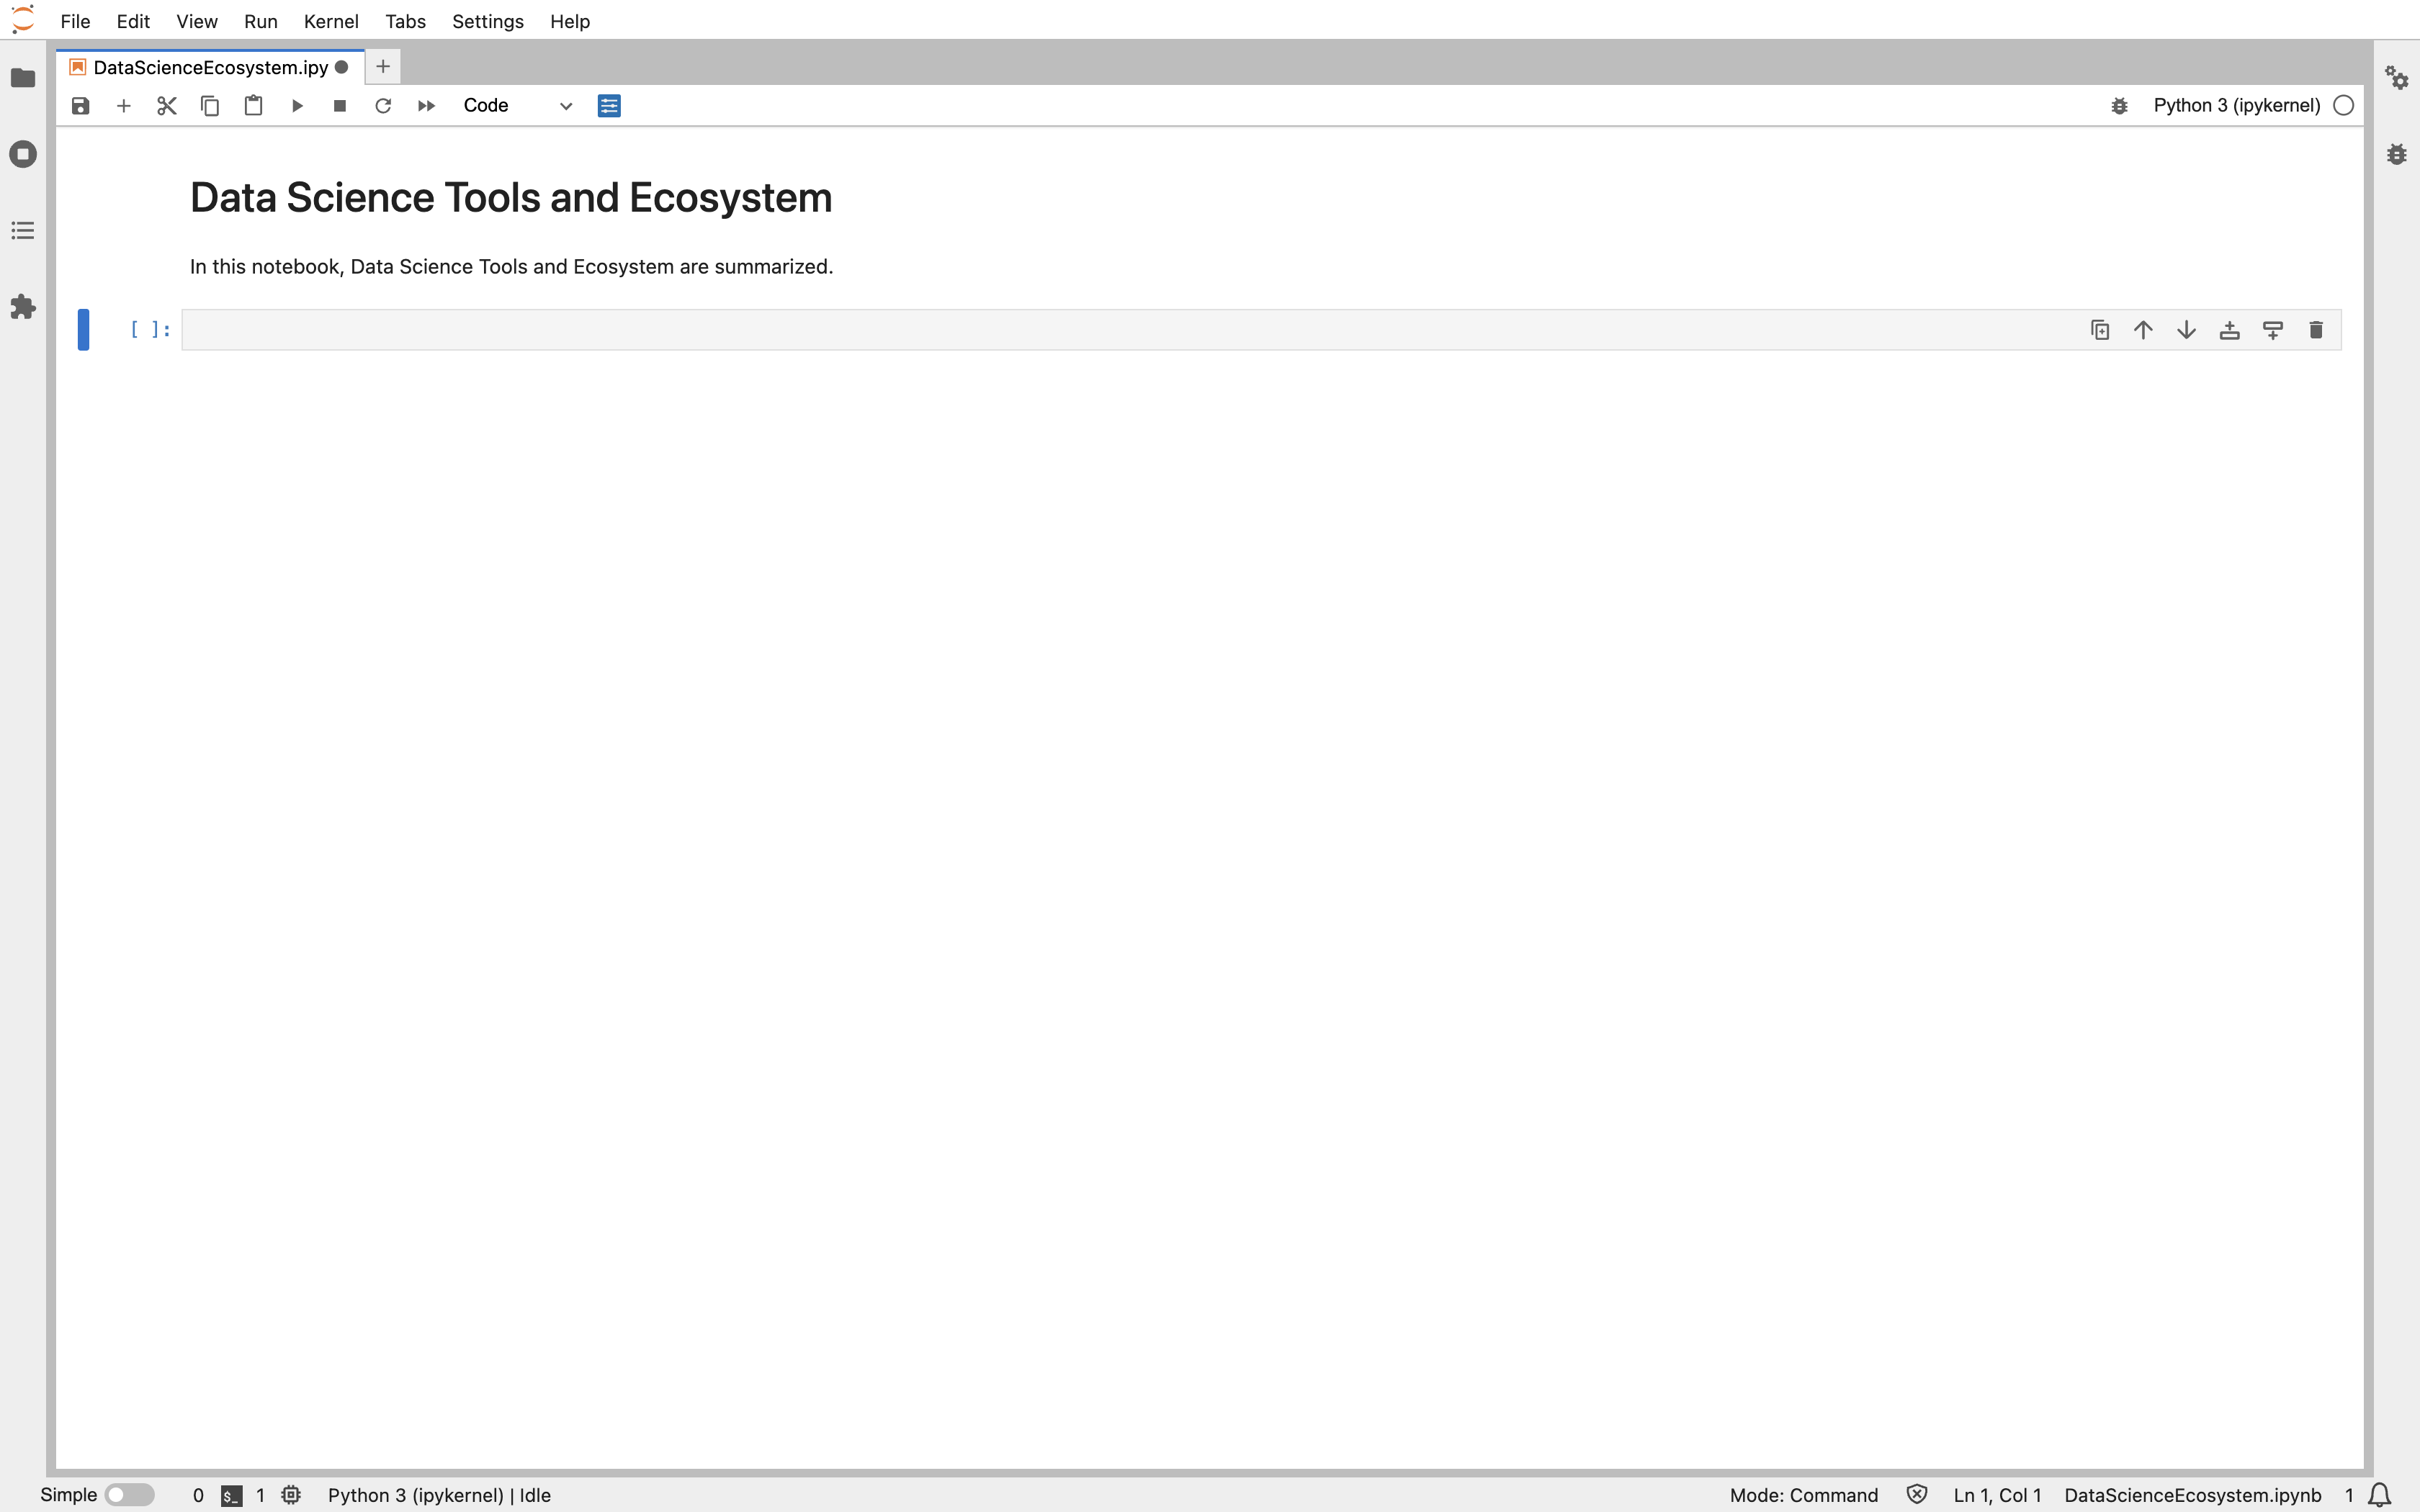 File Edit View Run Kernel Tabs Settings Help
DataScienceEcosystem.ipy
Code
Python 3 (ipykernel)
Data Science Tools and Ecosystem
In this notebook, Data Science Tools and Ecosystem are summarized.
[ ]:
Simple 0 $_ 1 Python 3 (ipykernel) | Idle Mode: Command Ln 1, Col 1 DataScienceEcosystem.ipynb 1